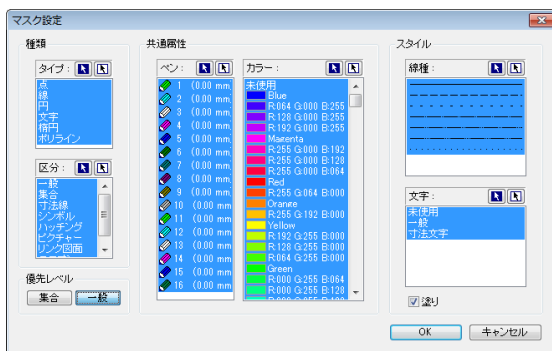 マスク設定
種類
タイプ：
点
線
円
文字
楕円
ポリライン
区分：
一般
集合
寸法線
シンボル
ハッチング
ピクチャー
リンク図面
優先レベル
集合
一般
共通属性
ペン：
1 (0.00 mm,
2 (0.00 mm,
3 (0.00 mm,
4 (0.00 mm,
5 (0.00 mm,
6 (0.00 mm,
7 (0.00 mm,
8 (0.00 mm,
9 (0.00 mm,
10 (0.00 mm
11 (0.00 mm
12 (0.00 mm
13 (0.00 mm
14 (0.00 mm
15 (0.00 mm
16 (0.00 mm
カラー：
未使用
Blue
R:064 G:000 B:255
R:128 G:000 B:255
R:192 G:000 B:255
Magenta
R:255 G:000 B:192
R:255 G:000 B:128
R:255 G:000 B:064
Red
R:255 G:064 B:000
Orange
R:255 G:192 B:000
Yellow
R:192 G:255 B:000
R:128 G:255 B:000
R:064 G:255 B:000
Green
R:000 G:255 B:064
R:000 G:255 B:128
スタイル
線種：
文字：
未使用
一般
寸法文字
塗り
OK
キャンセル